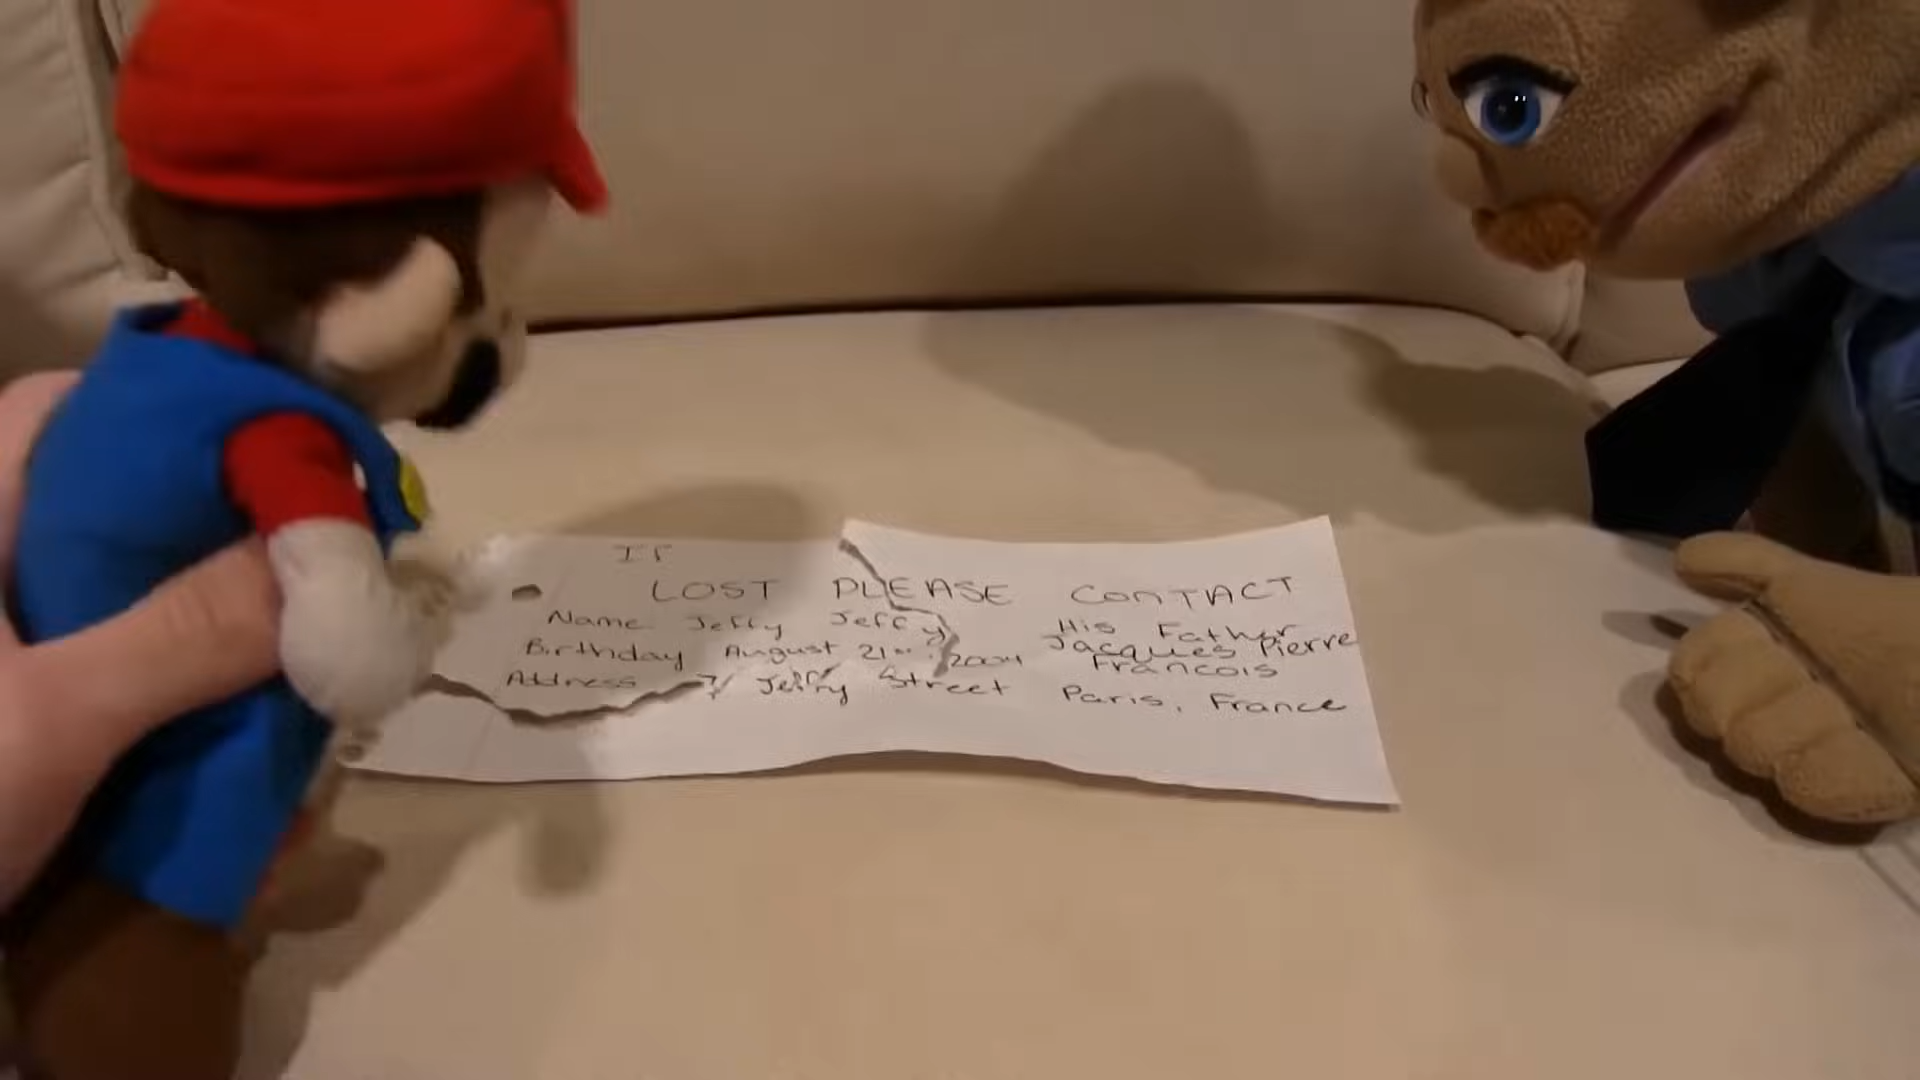 If
LOST PLEASE CONTACT
Name Jeffy Jeffy His Father
Birthday August 21st, 2004 Jacques Pierre
Francois
Address 7 Jeffry Street Paris, France